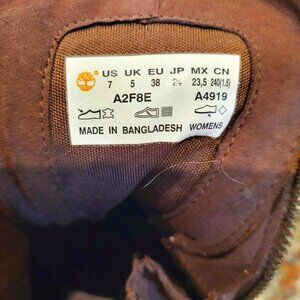 US UK EU JP MX CN
7 5 38 24 23,5 240(1.5)
A2F8E A4919
MADE IN BANGLADESH WOMENS